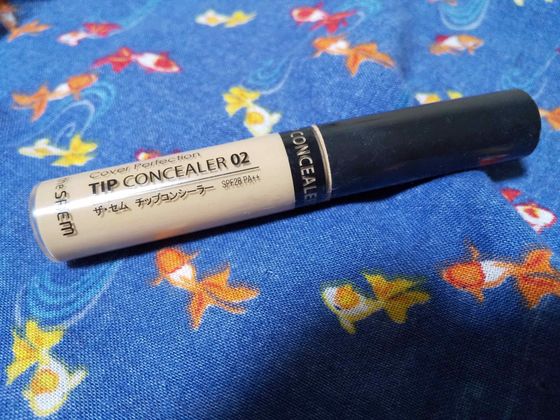 Cover Perfection
TIP CONCEALER 02
ザ・セム チップコンシーラー SPF28 PA++
the SAEM
CONCEALE